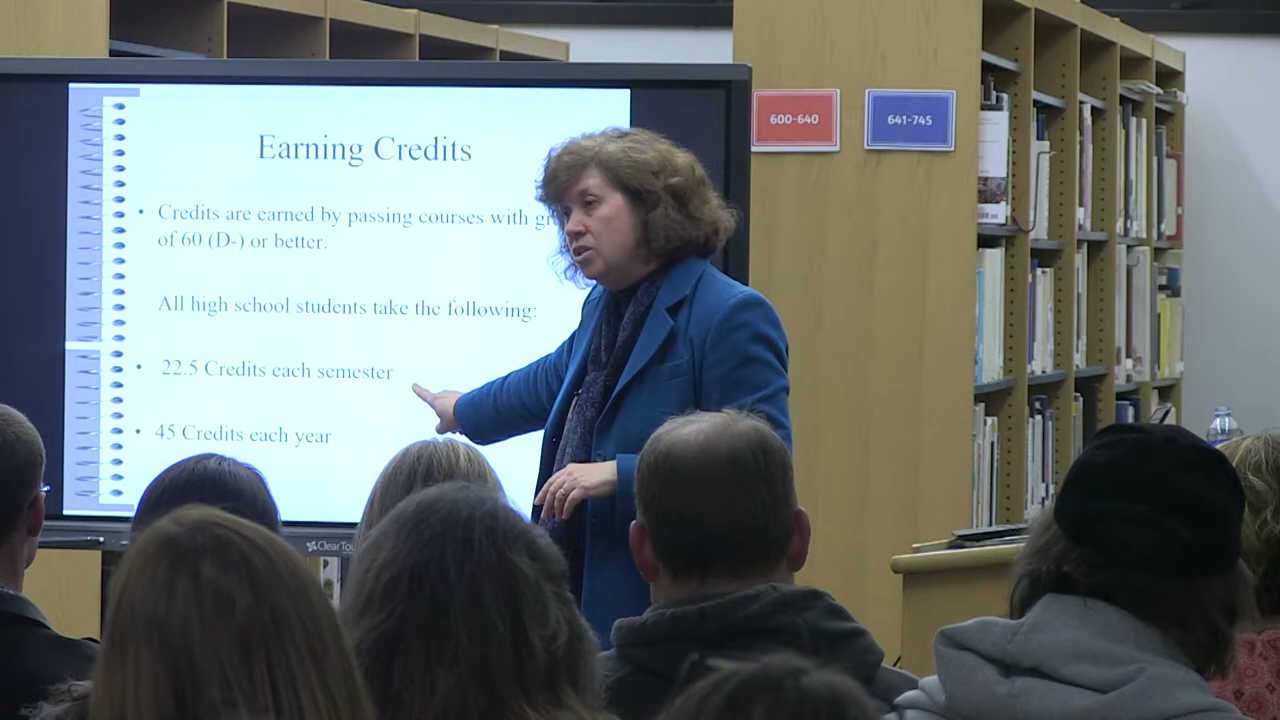 Earning Credits
• Credits are earned by passing courses with
of 60 (D-) or better.
All high school students take the following:
• 22.5 Credits each semester
• 45 Credits each year
600-640
641-745